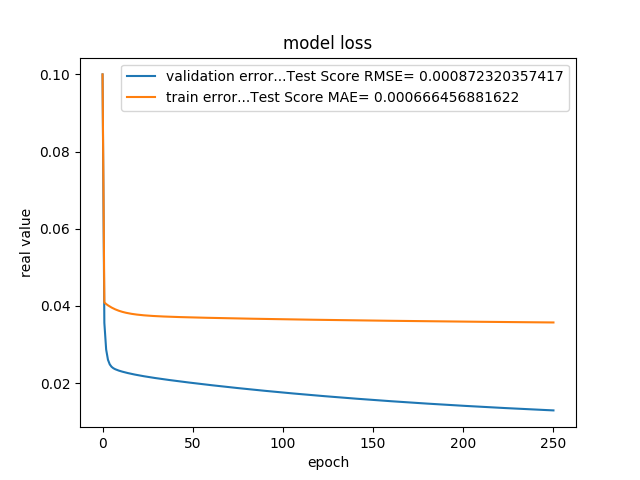 model loss
validation error...Test Score RMSE= 0.000872320357417
train error...Test Score MAE= 0.000666456881622
real value
0.10
0.08
0.06
0.04
0.02
0
50
100
150
200
250
epoch